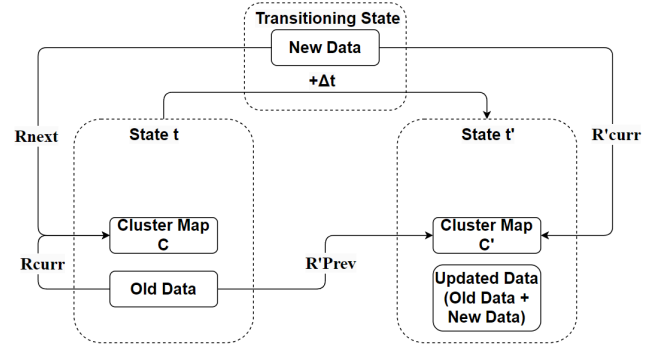 Transitioning State
New Data
+Δt
Rnext
State t
State t'
R'curr
Cluster Map
C
Cluster Map
C'
Rcurr
R'Prev
Old Data
Updated Data
(Old Data +
New Data)